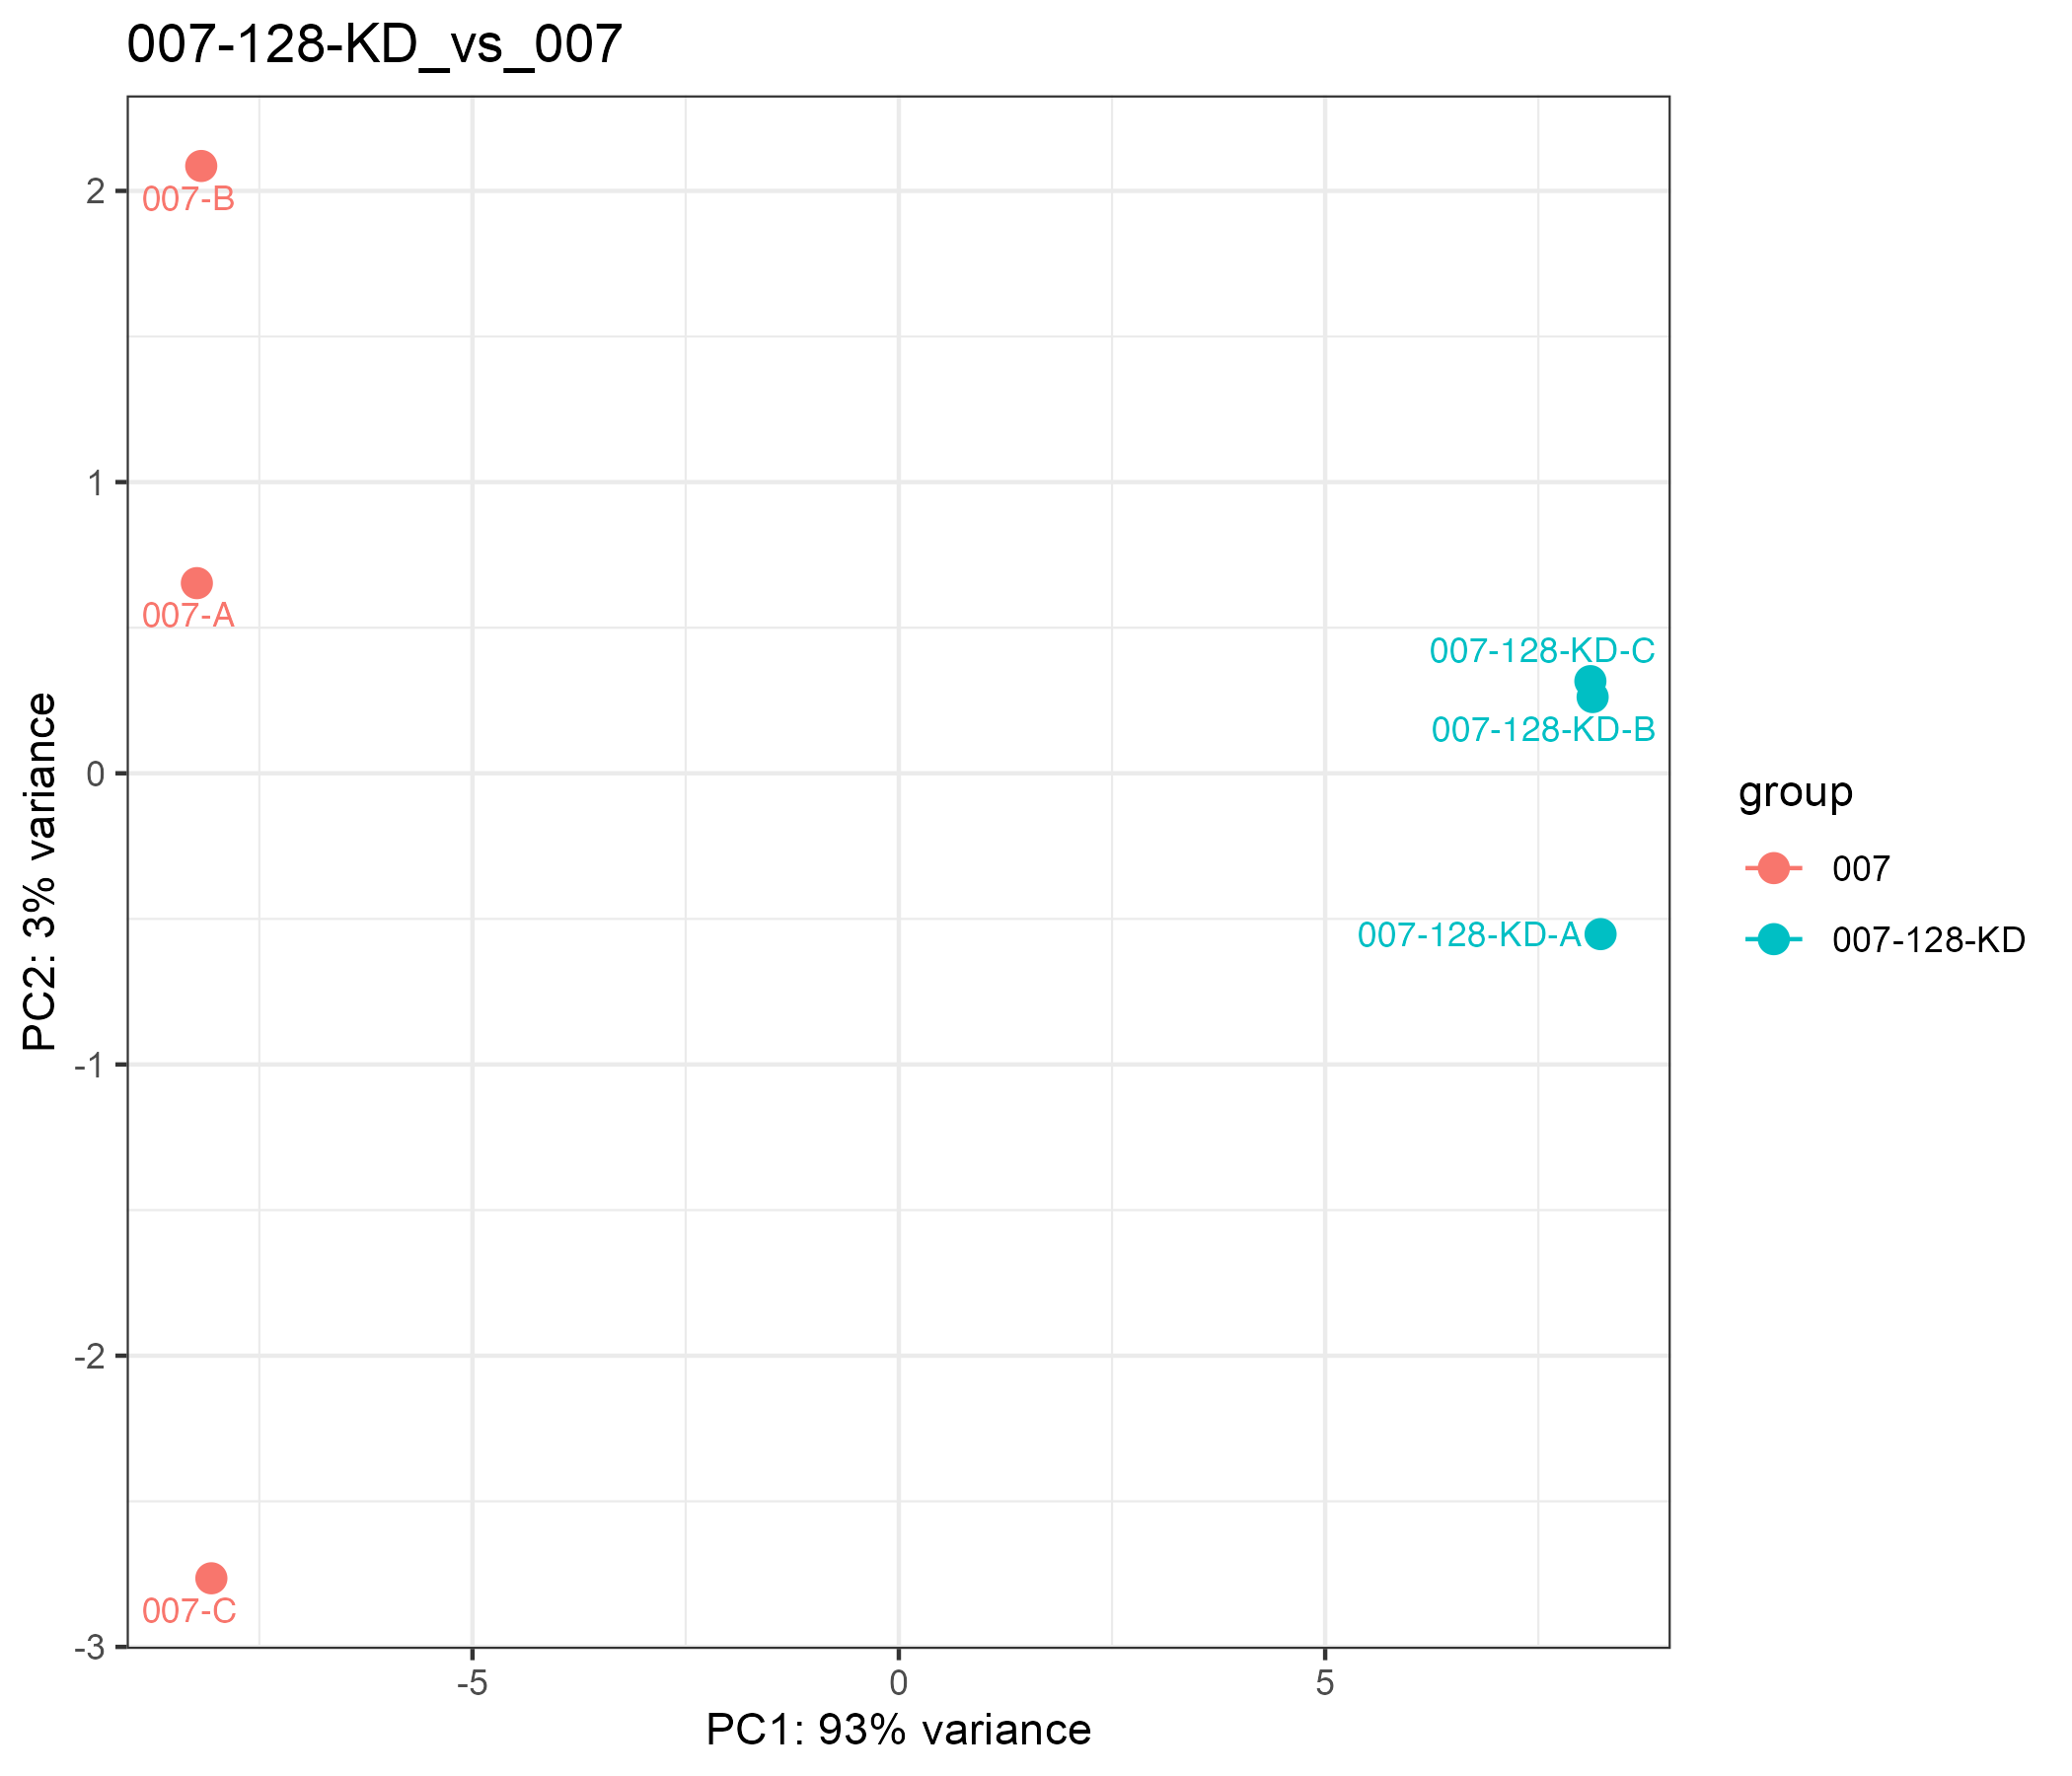 007-128-KD_vs_007
PC2: 3% variance
2
1
0
-1
-2
-3
007-B
007-A
007-C
007-128-KD-C
007-128-KD-B
007-128-KD-A
-5
0
5
PC1: 93% variance
group
007
007-128-KD